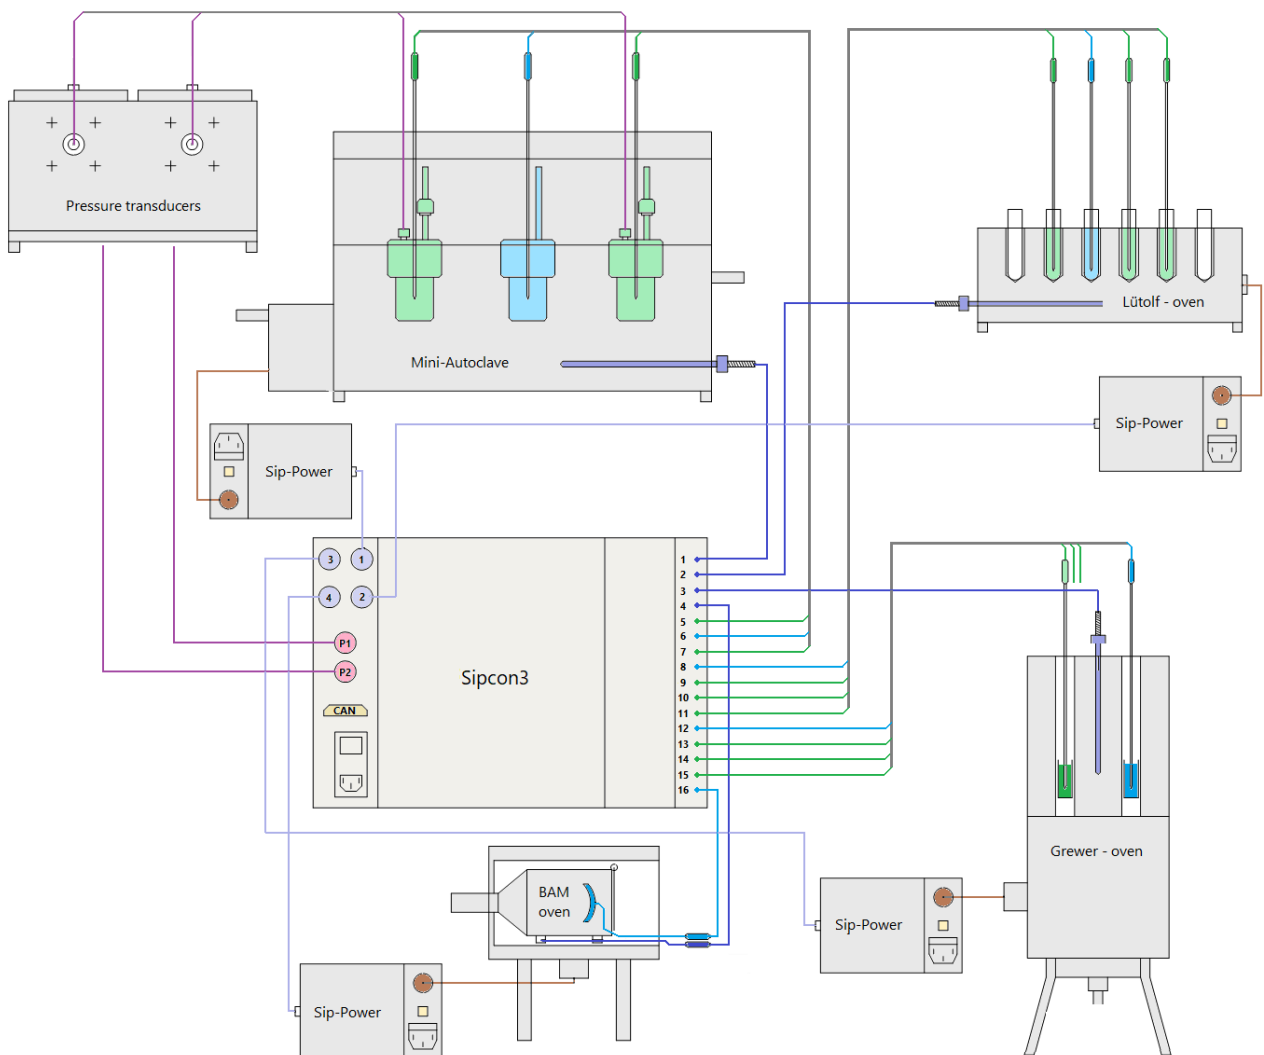 Pressure transducers
Mini-Autoclave
Lütolf - oven
Sip-Power
Sip-Power
3
1
4
2
P1
P2
CAN
Sipcon3
1
2
3
4
5
6
7
8
9
10
11
12
13
14
15
16
BAM
oven
Grewer - oven
Sip-Power
Sip-Power